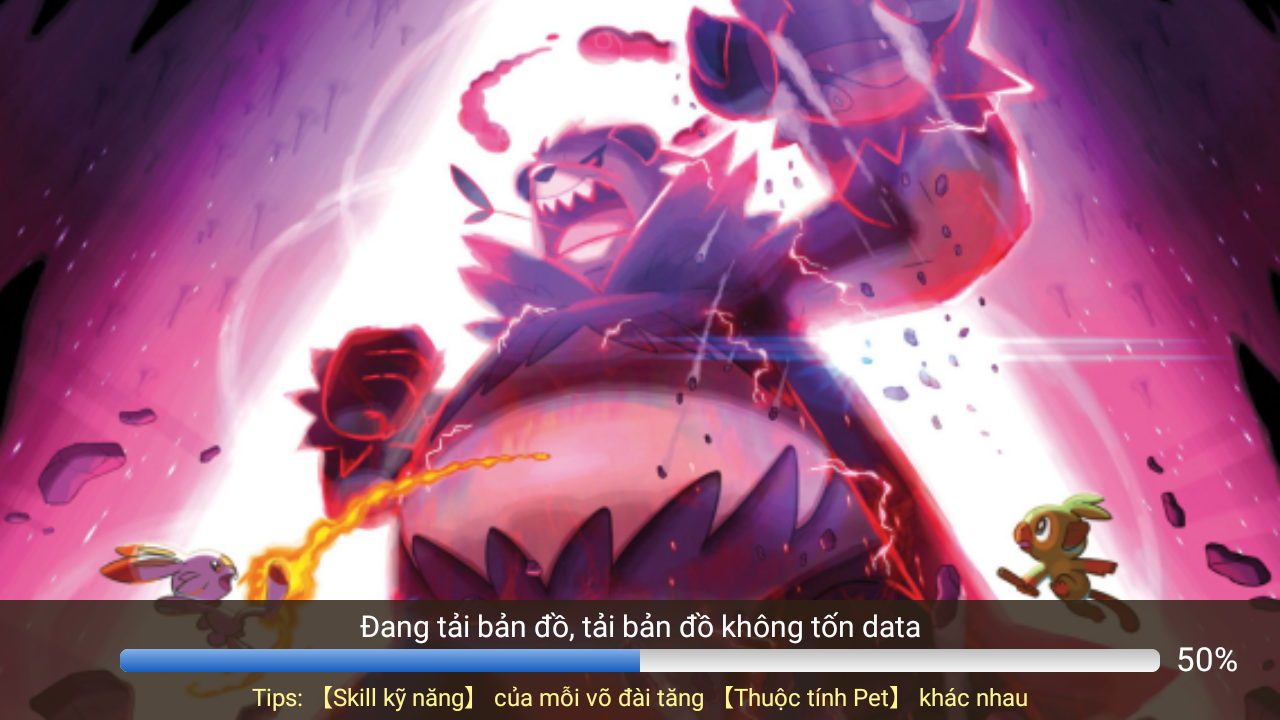 Đang tải bản đồ, tải bản đồ không tốn data
50%
Tips: 【Skill kỹ năng】 của mỗi võ đài tăng 【Thuộc tính Pet】 khác nhau